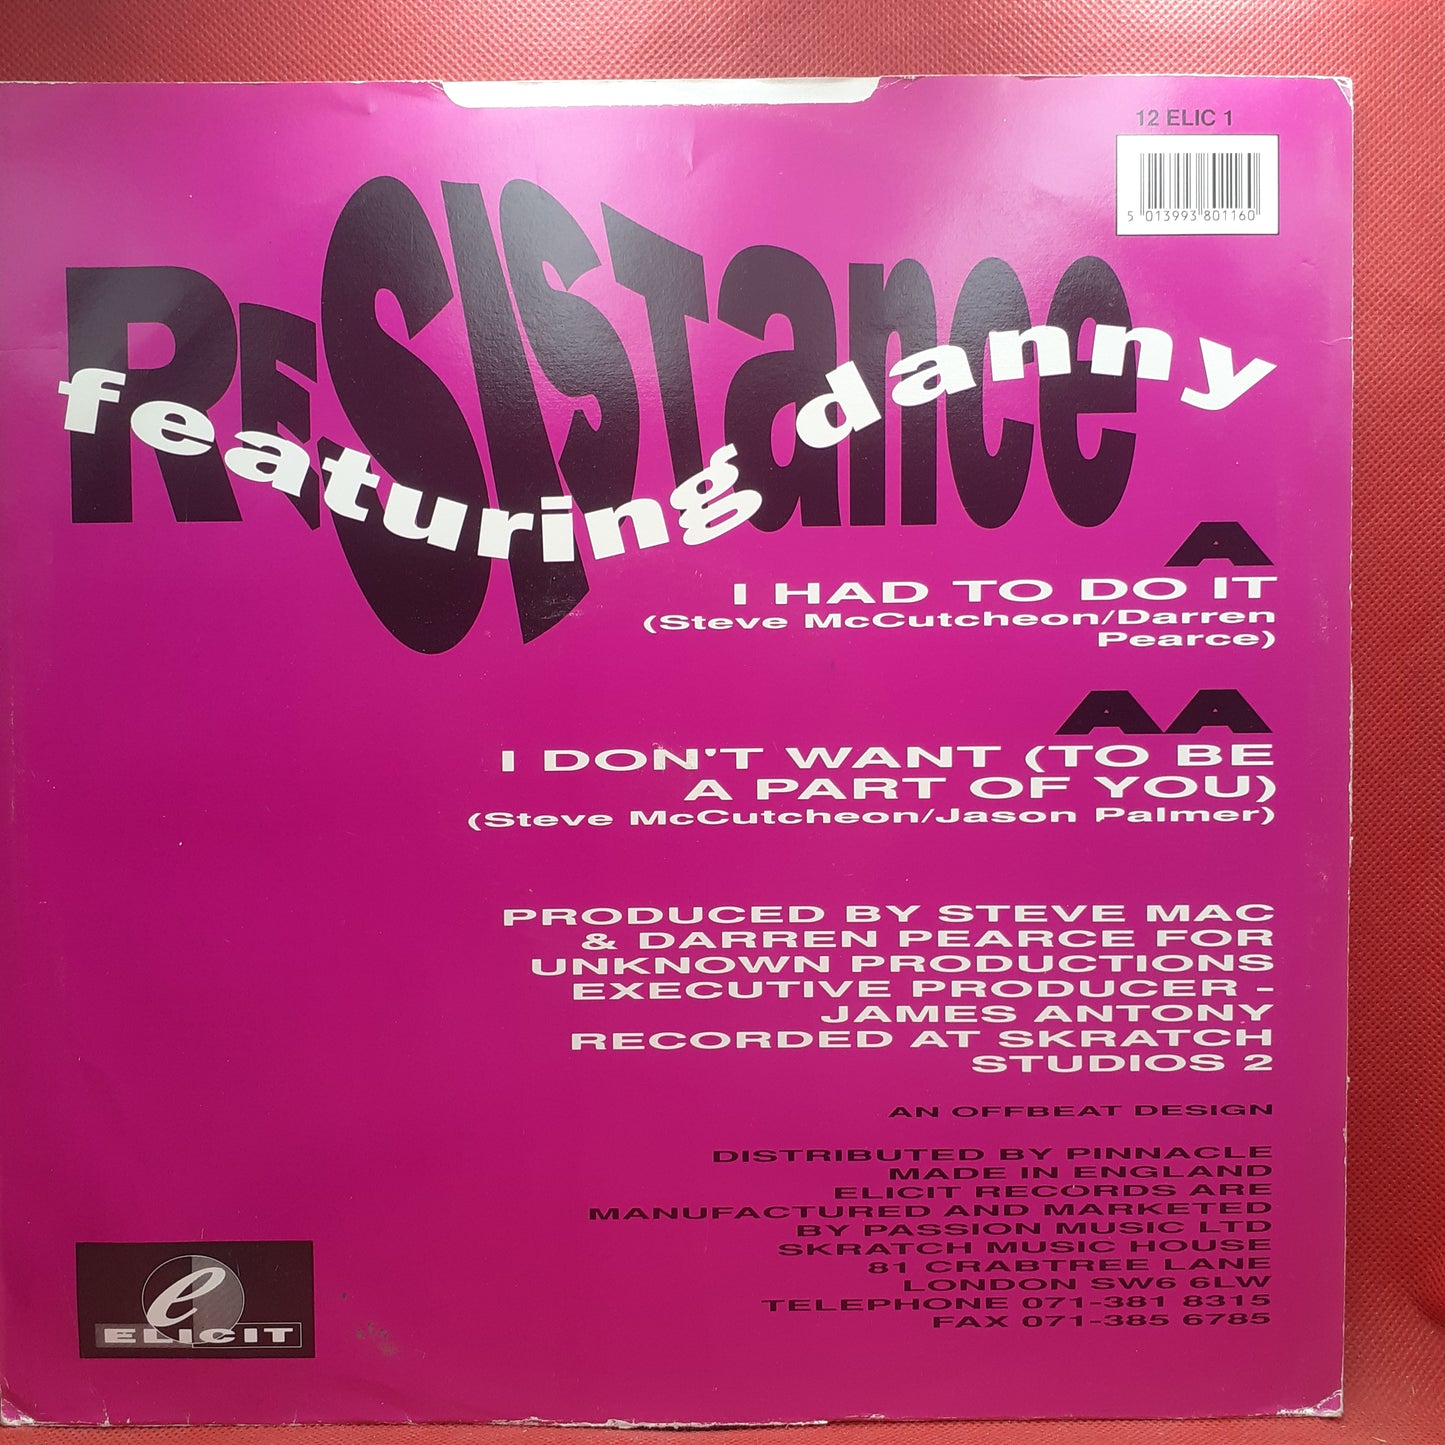 12 ELIC 1
5 013993 801160
ReSISTance
featuring danny
A
I HAD TO DO IT
(Steve McCutcheon/Darren
Pearce)
AA
I DON'T WANT (TO BE
A PART OF YOU)
(Steve McCutcheon/Jason Palmer)
PRODUCED BY STEVE MAC
& DARREN PEARCE FOR
UNKNOWN PRODUCTIONS
EXECUTIVE PRODUCER -
JAMES ANTONY
RECORDED AT SKRATCH
STUDIOS 2
AN OFFBEAT DESIGN
DISTRIBUTED BY PINNACLE
MADE IN ENGLAND
ELICIT RECORDS ARE
MANUFACTURED AND MARKETED
BY PASSION MUSIC LTD
SKRATCH MUSIC HOUSE
81 CRABTREE LANE
LONDON SW6 6LW
TELEPHONE 071-381 8315
FAX 071-385 6785
e
ELICIT